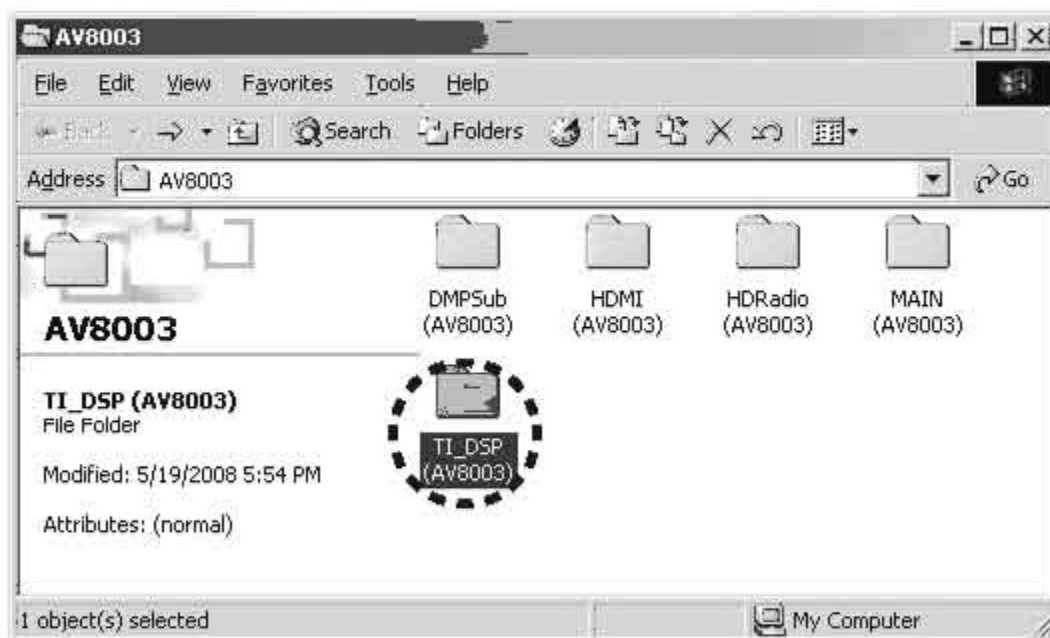 AV8003
File Edit View Favorites Tools Help
Back Search Folders
Address AV8003 Go
DMPSub HDMI HDRadio MAIN
(AV8003) (AV8003) (AV8003) (AV8003)
AV8003
TI_DSP (AV8003)
File Folder
Modified: 5/19/2008 5:54 PM
Attributes: (normal)
TI_DSP
(AV8003)
1 object(s) selected My Computer